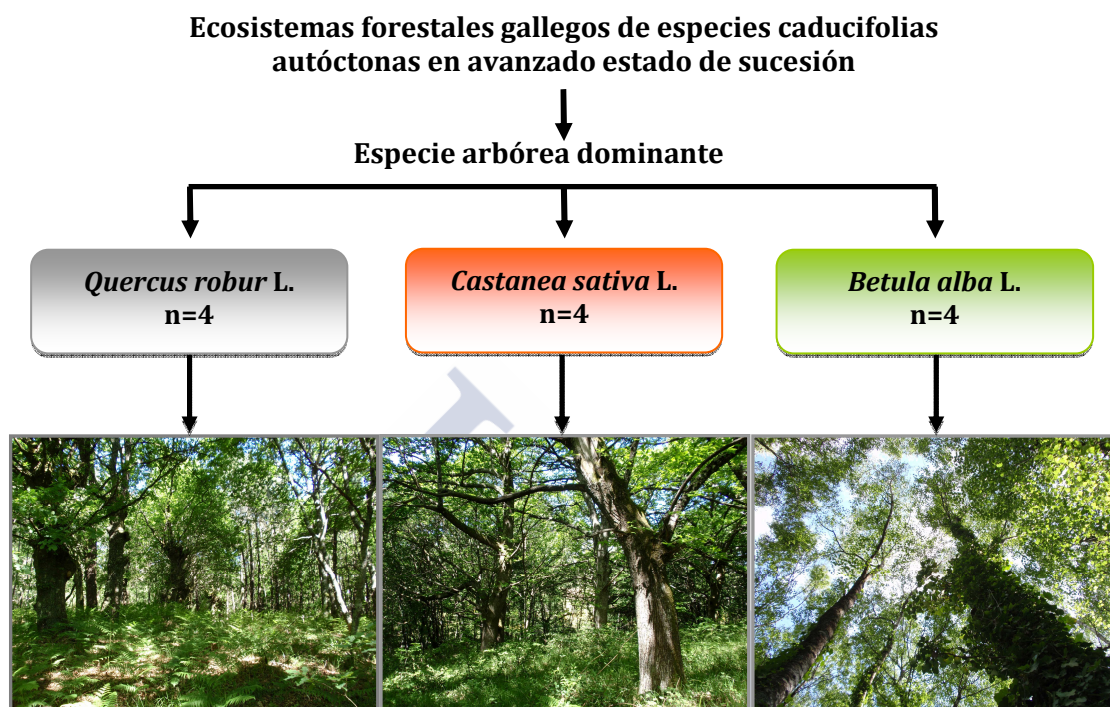 Ecosistemas forestales gallegos de especies caducifolias
autóctonas en avanzado estado de sucesión
Especie arbórea dominante
Quercus robur L.
n=4
Castanea sativa L.
n=4
Betula alba L.
n=4